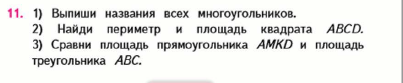 11. 1) Выпиши названия всех многоугольников.
2) Найди периметр и площадь квадрата ABCD.
3) Сравни площадь прямоугольника AMKD и площадь
треугольника ABC.